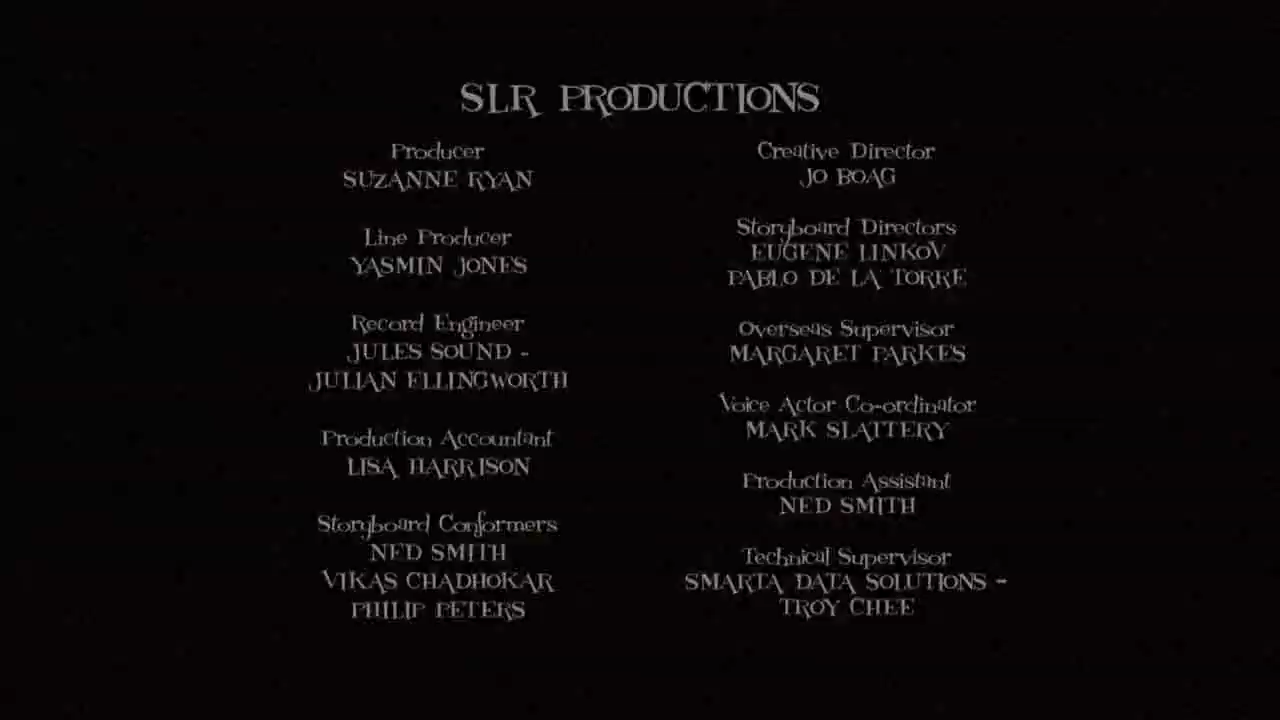 SLR PRODUCTIONS
Producer
SUZANNE RYAN
Line Producer
YASMIN JONES
Record Engineer
JULES SOUND -
JULIAN ELLINGWORTH
Production Accountant
LISA HARRISON
Storyboard Conformers
NED SMITH
VIKAS CHADHOKAR
PHILIP PETERS
Creative Director
JO BOAG
Storyboard Directors
EUGENE LINKOV
PABLO DE LA TORRE
Overseas Supervisor
MARGARET PARKES
Voice Actor Co-ordinator
MARK SLATTERY
Production Assistant
NED SMITH
Technical Supervisor
SMARTA DATA SOLUTIONS -
TROY CHEE